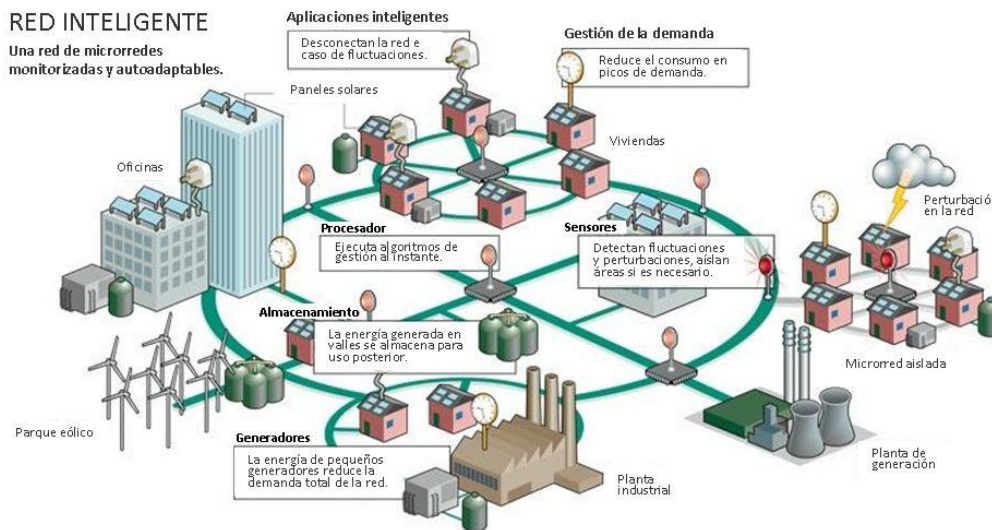 RED INTELIGENTE
Una red de microrredes
monitorizadas y autoadaptables.
Aplicaciones inteligentes
Desconectan la red e
caso de fluctuaciones.
Gestión de la demanda
Reduce el consumo en
picos de demanda.
Paneles solares
Viviendas
Oficinas
Perturbació
en la red
Procesador
Ejecuta algoritmos de
gestión al instante.
Sensores
Detectan fluctuaciones
y perturbaciones, aíslan
áreas si es necesario.
Almacenamiento
La energía generada en
valles se almacena para
uso posterior.
Microrred aislada
Parque eólico
Generadores
La energía de pequeños
generadores reduce la
demanda total de la red.
Planta
industrial
Planta de
generación